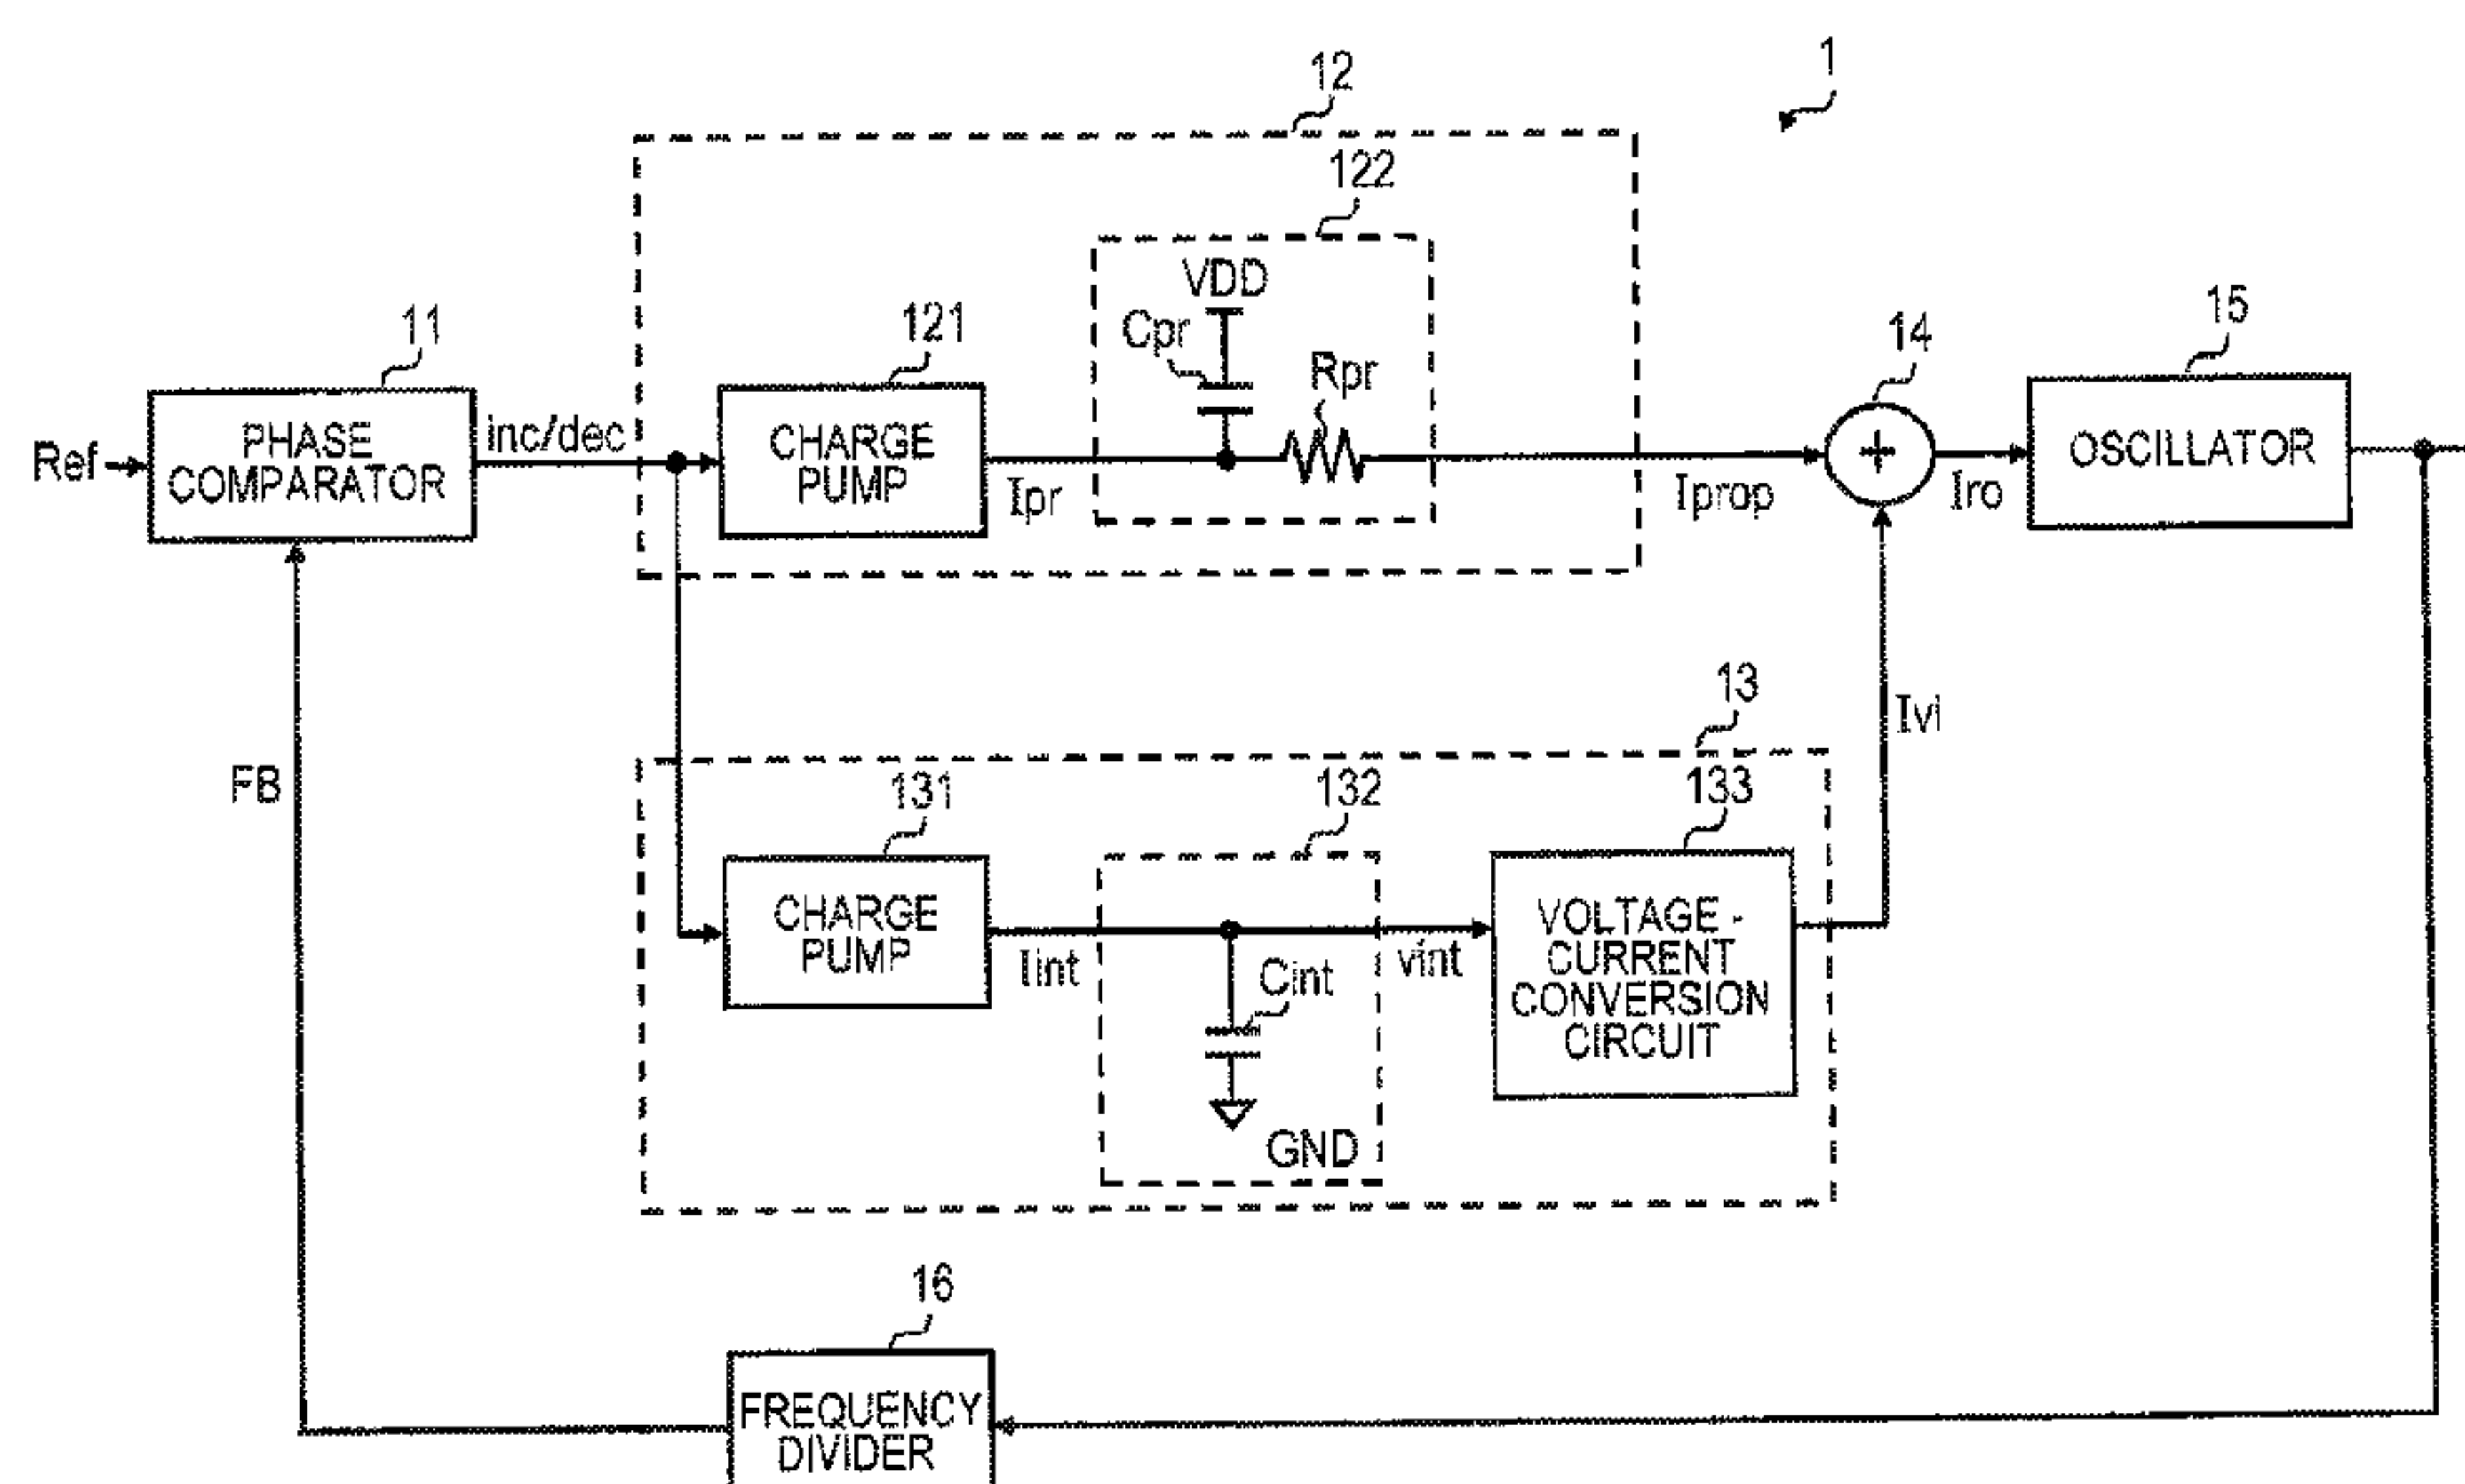 1
12
122
VDD
Cpr
Rpr
11
121
14
15
Ref
PHASE
COMPARATOR
inc/dec
CHARGE
PUMP
Ipr
Iprop
+
Iro
OSCILLATOR
13
Ivi
FB
131
132
133
CHARGE
PUMP
Iint
Cint
vint
VOLTAGE -
CURRENT
CONVERSION
CIRCUIT
GND
16
FREQUENCY
DIVIDER